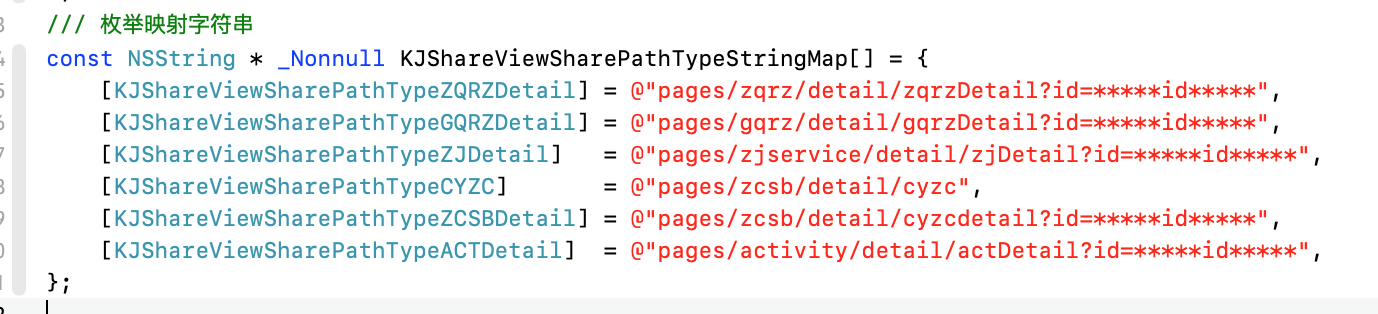 /// 枚举映射字符串
const NSString * _Nonnull KJShareViewSharePathTypeStringMap[] = {
    [KJShareViewSharePathTypeZQRZDetail] = @"pages/zqrz/detail/zqrzDetail?id=*****id*****",
    [KJShareViewSharePathTypeGQRZDetail] = @"pages/gqrz/detail/gqrzDetail?id=*****id*****",
    [KJShareViewSharePathTypeZJDetail]   = @"pages/zjservice/detail/zjDetail?id=*****id*****",
    [KJShareViewSharePathTypeCYZC]       = @"pages/zcsb/detail/cyzc",
    [KJShareViewSharePathTypeZCSBDetail] = @"pages/zcsb/detail/cyzcdetail?id=*****id*****",
    [KJShareViewSharePathTypeACTDetail]  = @"pages/activity/detail/actDetail?id=*****id*****",
};